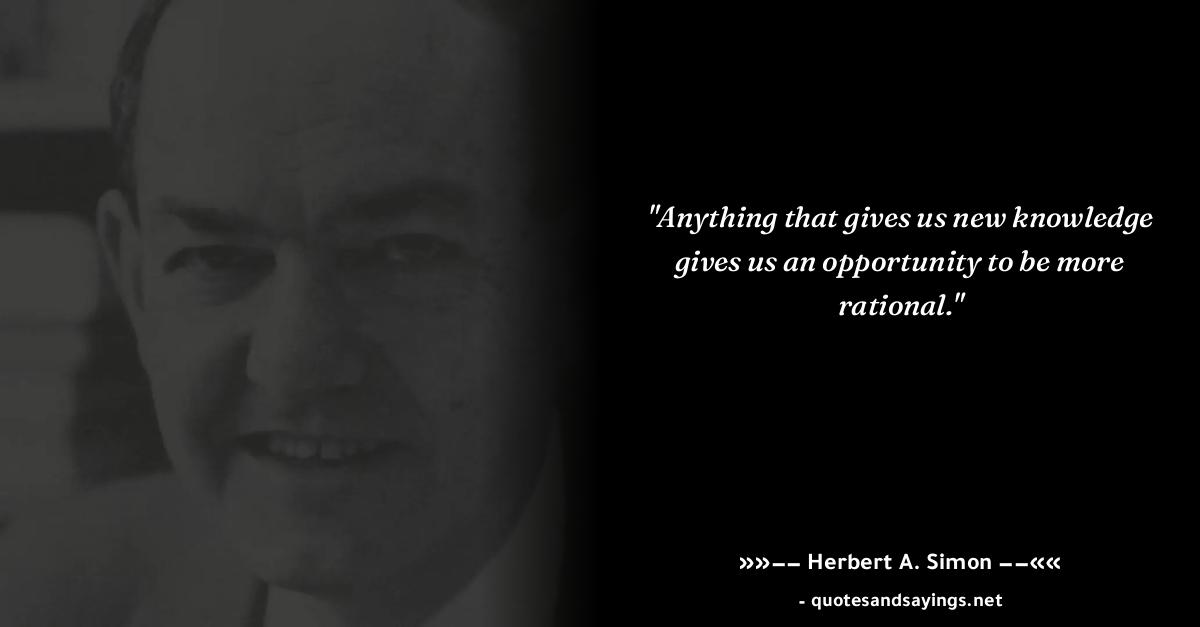 "Anything that gives us new knowledge
gives us an opportunity to be more
rational."
»»−− Herbert A. Simon −−««
- quotesandsayings.net